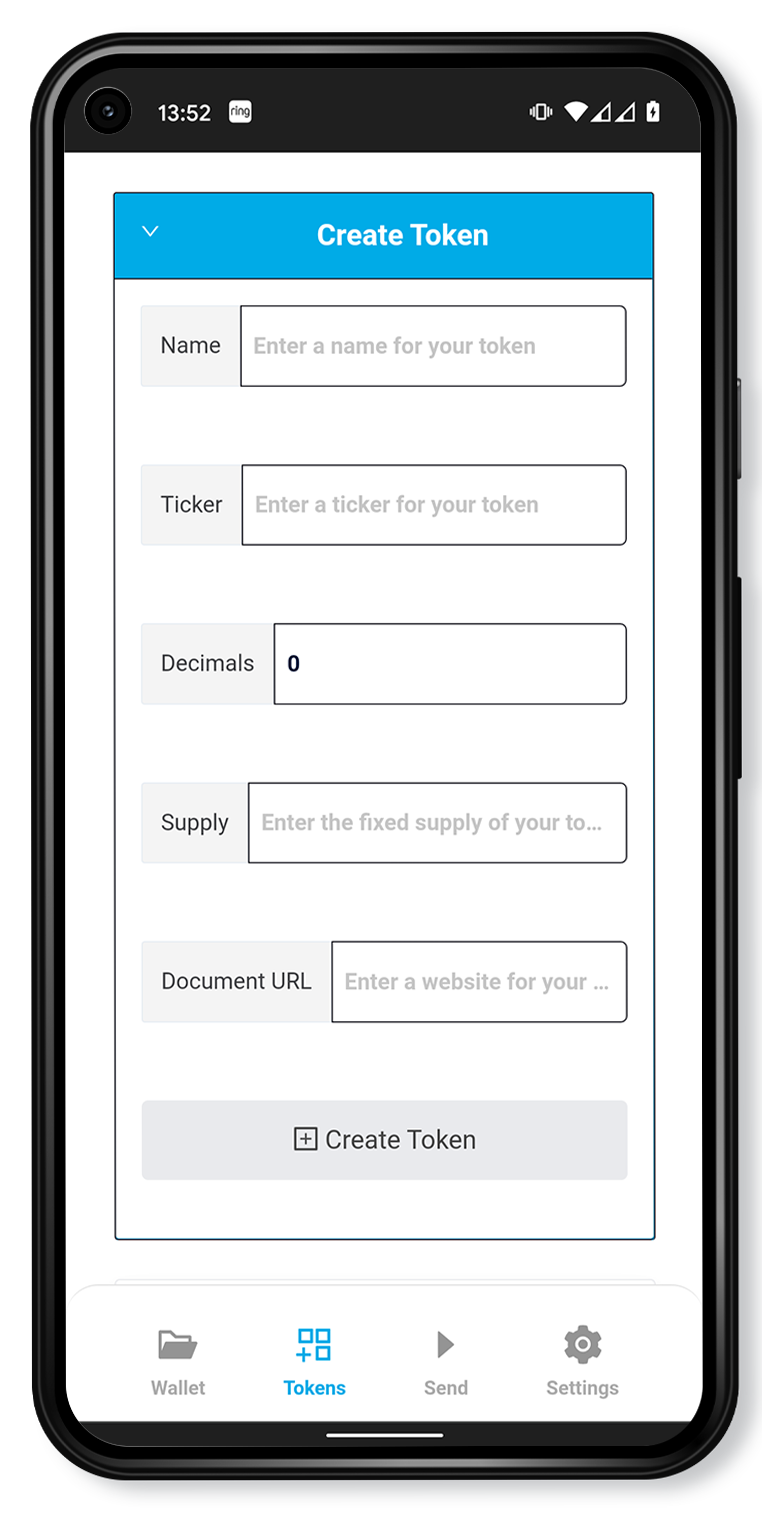 13:52 ring
Create Token
Name Enter a name for your token
Ticker Enter a ticker for your token
Decimals 0
Supply Enter the fixed supply of your to...
Document URL Enter a website for your ...
Create Token
Wallet Tokens Send Settings